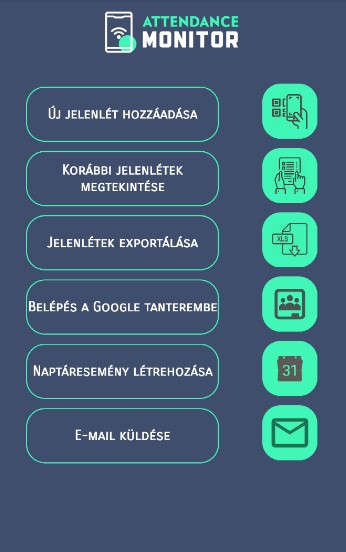 ATTENDANCE
MONITOR
Új jelenlét hozzáadása
Korábbi jelenlétek
megtekintése
Jelenlétek exportálása
XLS
Belépés a Google tanterembe
Naptáresemény létrehozása
31
E-mail küldése